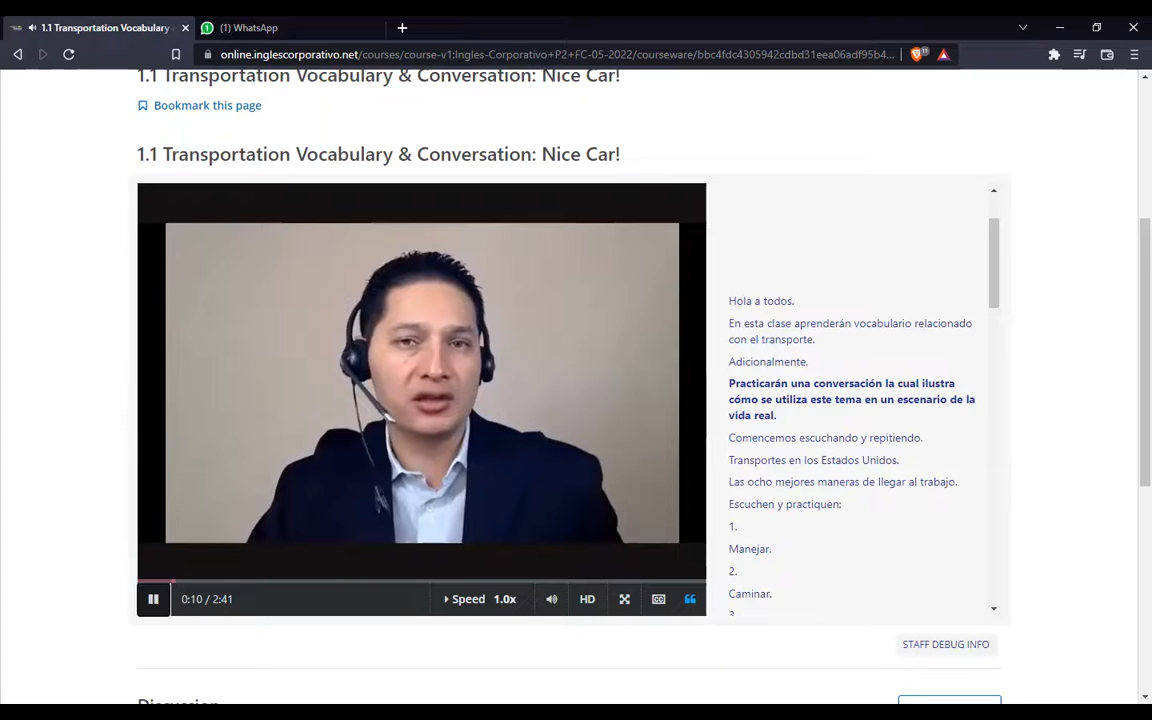 1.1 Transportation Vocabulary
(1) WhatsApp
online.inglescorporativo.net/courses/course-v1:Ingles-Corporativo+P2+FC-05-2022/courseware/bbc4fdc4305942cdbd31eea06adf95b4...
11
1.1 Transportation Vocabulary & Conversation: Nice Car!
Bookmark this page
1.1 Transportation Vocabulary & Conversation: Nice Car!
Hola a todos.
En esta clase aprenderán vocabulario relacionado
con el transporte.
Adicionalmente,
Practicarán una conversación la cual ilustra
cómo se utiliza este tema en un escenario de la
vida real.
Comencemos escuchando y repitiendo.
Transportes en los Estados Unidos.
Las ocho mejores maneras de llegar al trabajo.
Escuchen y practiquen:
1.
Manejar.
2.
Caminar.
3.
0:10 / 2:41
Speed 1.0x
HD
CC
STAFF DEBUG INFO
Discussion